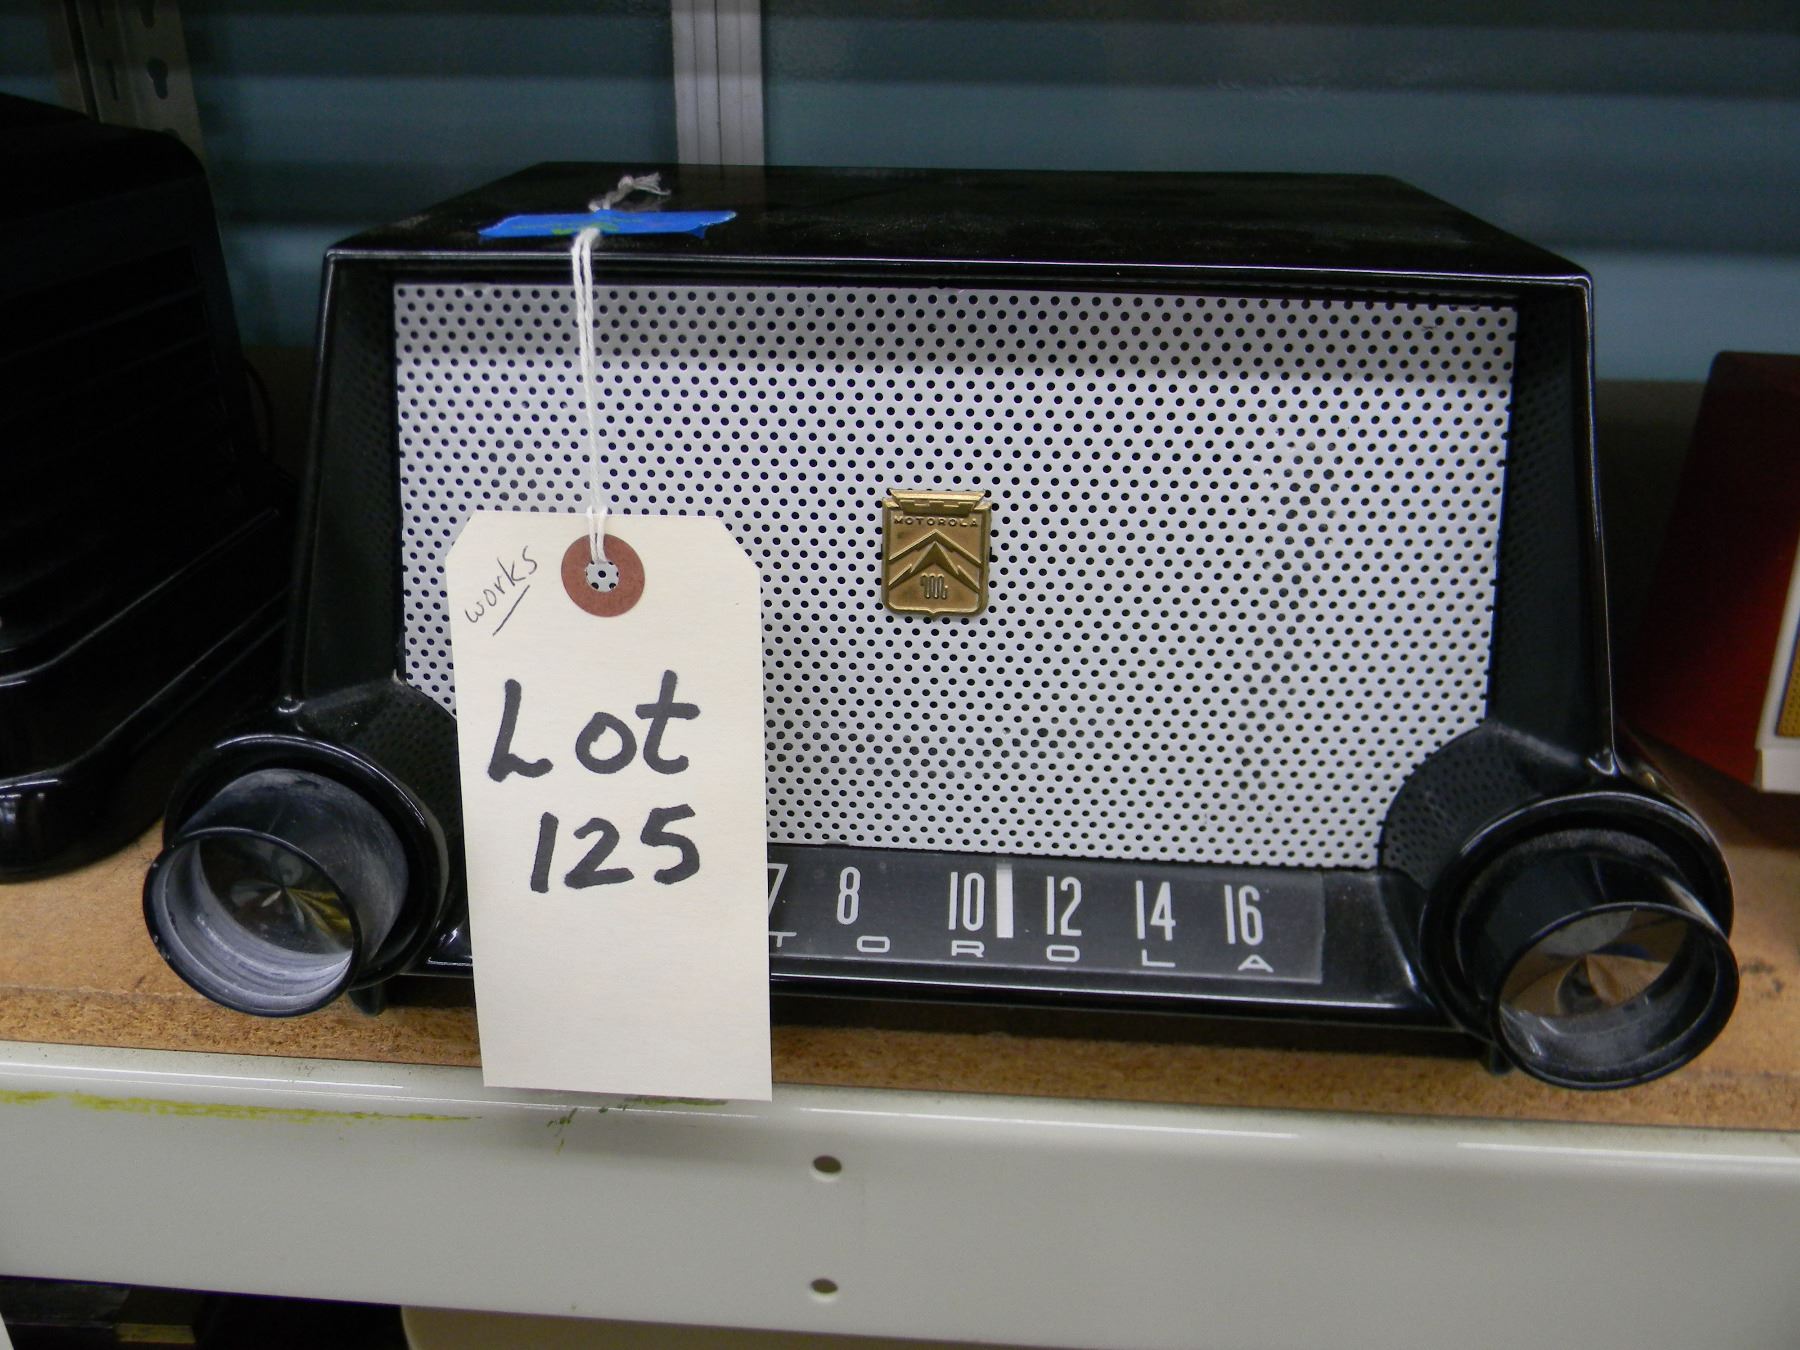 works
Lot
125
MOTOROLA
m
7 8 10 12 14 16
TOROLA